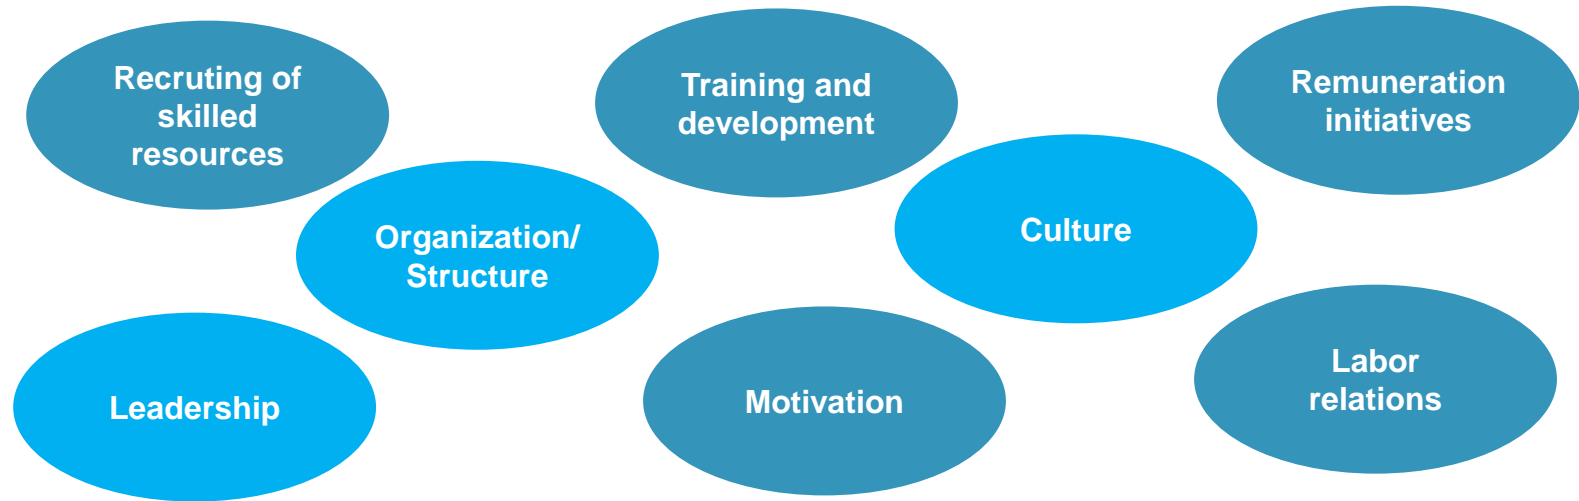 Recruting of
skilled
resources
Training and
development
Remuneration
initiatives
Organization/
Structure
Culture
Leadership
Motivation
Labor
relations